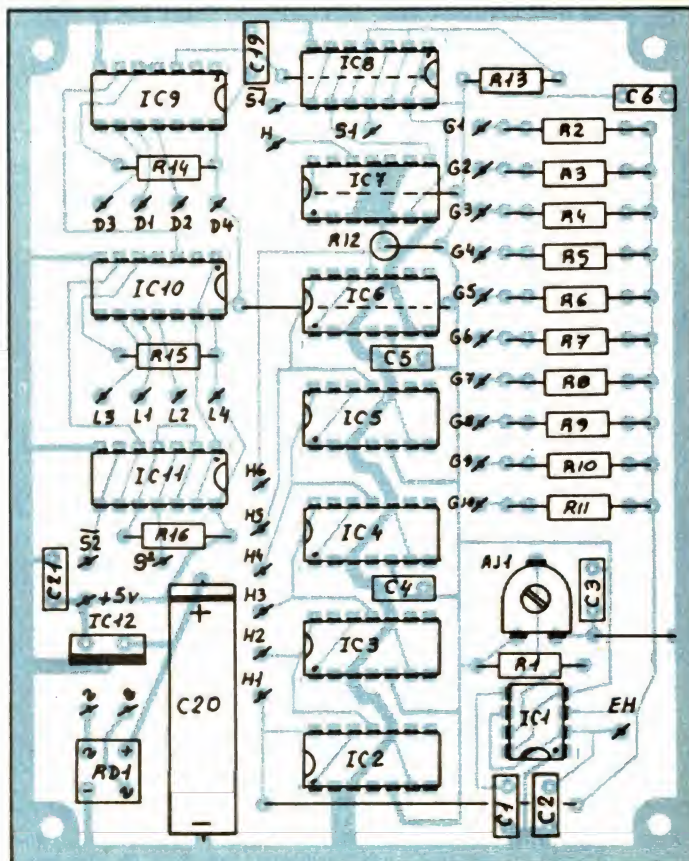 C19
IC8
IC9
S1
R13
C6
H
S1
G1
R2
R14
G2
R3
IC7
G3
R4
D3 D1 D2 D4
R12
G4
R5
IC10
IC6
G5
R6
G6
R7
R15
C5
G7
R8
L3 L1 L2 L4
IC5
G8
R9
G9
R10
IC11
H6
G10
R11
H5
R16
S2
S2
IC4
AJ1
C21
H4
C4
C3
+5v
H3
IC12
+
H2
IC3
R1
H1
IC1
EH
~ ~
C20
~ +
RD1
- ~
IC2
C1
C2
-